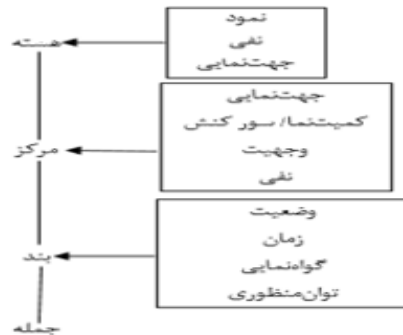 نمود
نفی
جهت‌نمایی
هسته
جهت‌نمایی
کمیت‌نما/ سور کنش
وجهیت
نفی
مرکز
وضعیت
زمان
گواه‌نمایی
توان‌منظوری
بند
جمله